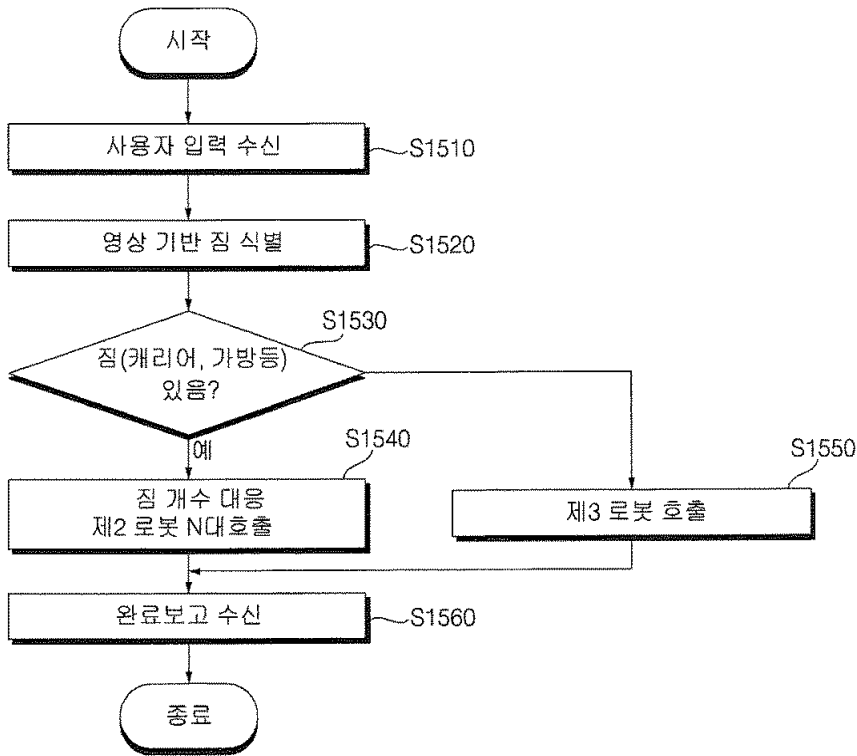 시작
사용자 입력 수신
S1510
영상 기반 짐 식별
S1520
S1530
짐(캐리어, 가방등)
있음?
예
S1540
짐 개수 대응
제2 로봇 N대호출
S1550
제3 로봇 호출
완료보고 수신
S1560
종료